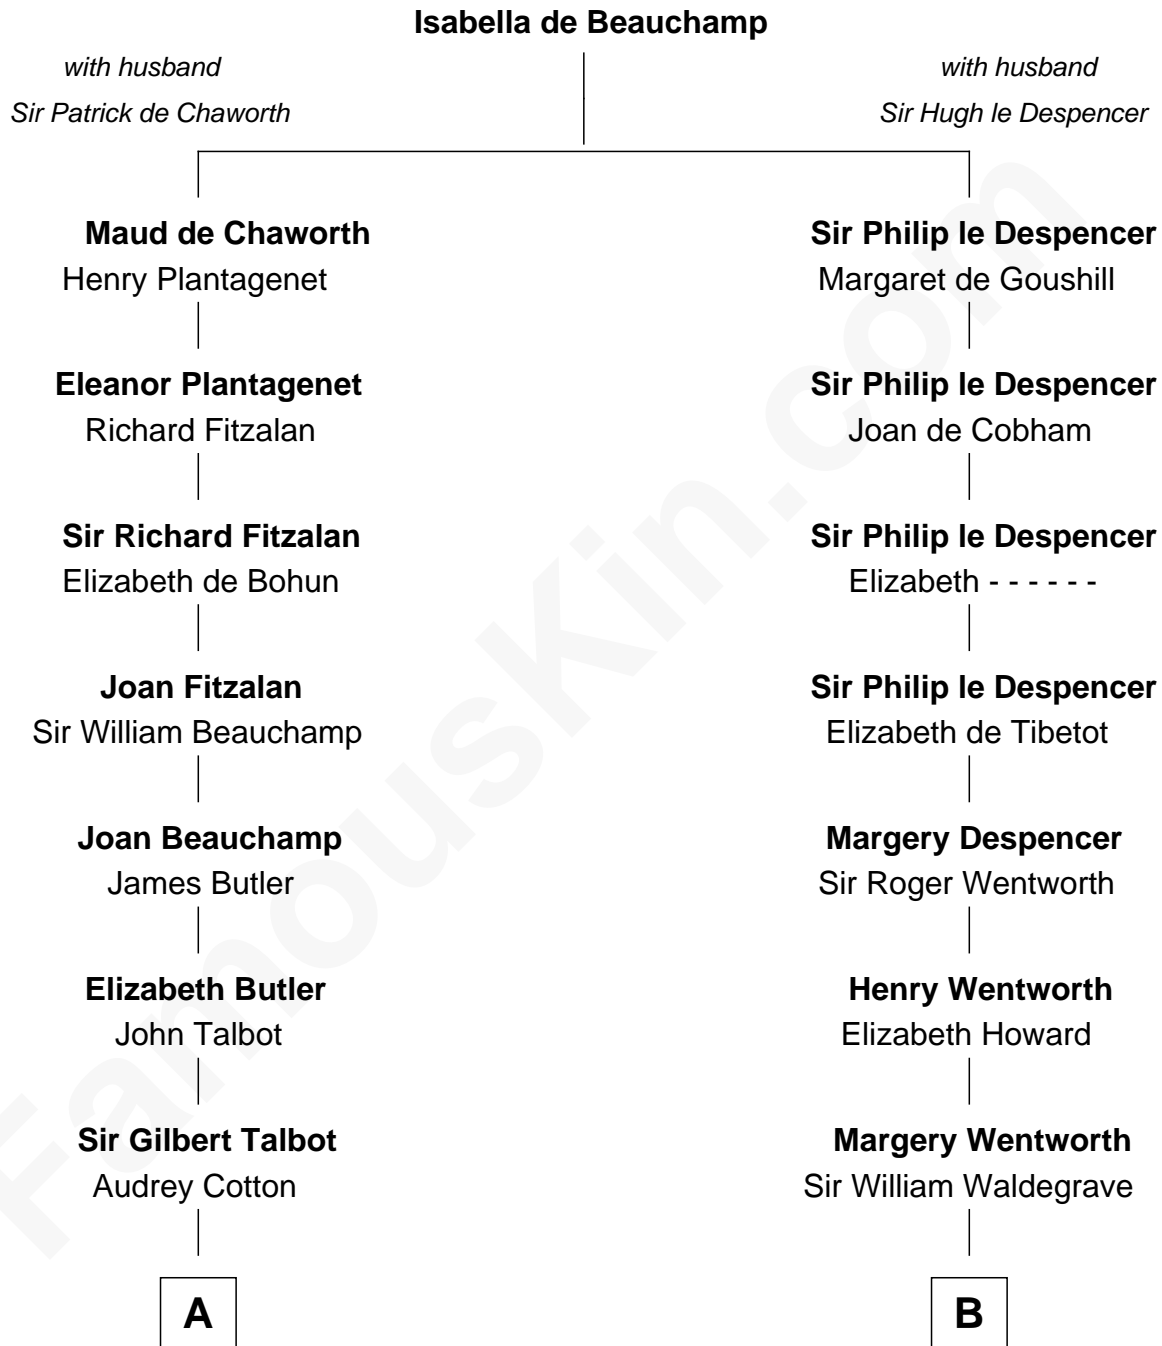 Isabella de Beauchamp
with husband
Sir Patrick de Chaworth
with husband
Sir Hugh le Despencer
Maud de Chaworth
Henry Plantagenet
Sir Philip le Despencer
Margaret de Goushill
Eleanor Plantagenet
Richard Fitzalan
Sir Philip le Despencer
Joan de Cobham
Sir Richard Fitzalan
Elizabeth de Bohun
Sir Philip le Despencer
Elizabeth - - - - - -
Joan Fitzalan
Sir William Beauchamp
Sir Philip le Despencer
Elizabeth de Tibetot
Joan Beauchamp
James Butler
Margery Despencer
Sir Roger Wentworth
Elizabeth Butler
John Talbot
Henry Wentworth
Elizabeth Howard
Sir Gilbert Talbot
Audrey Cotton
Margery Wentworth
Sir William Waldegrave
A
B
FamousKin.com